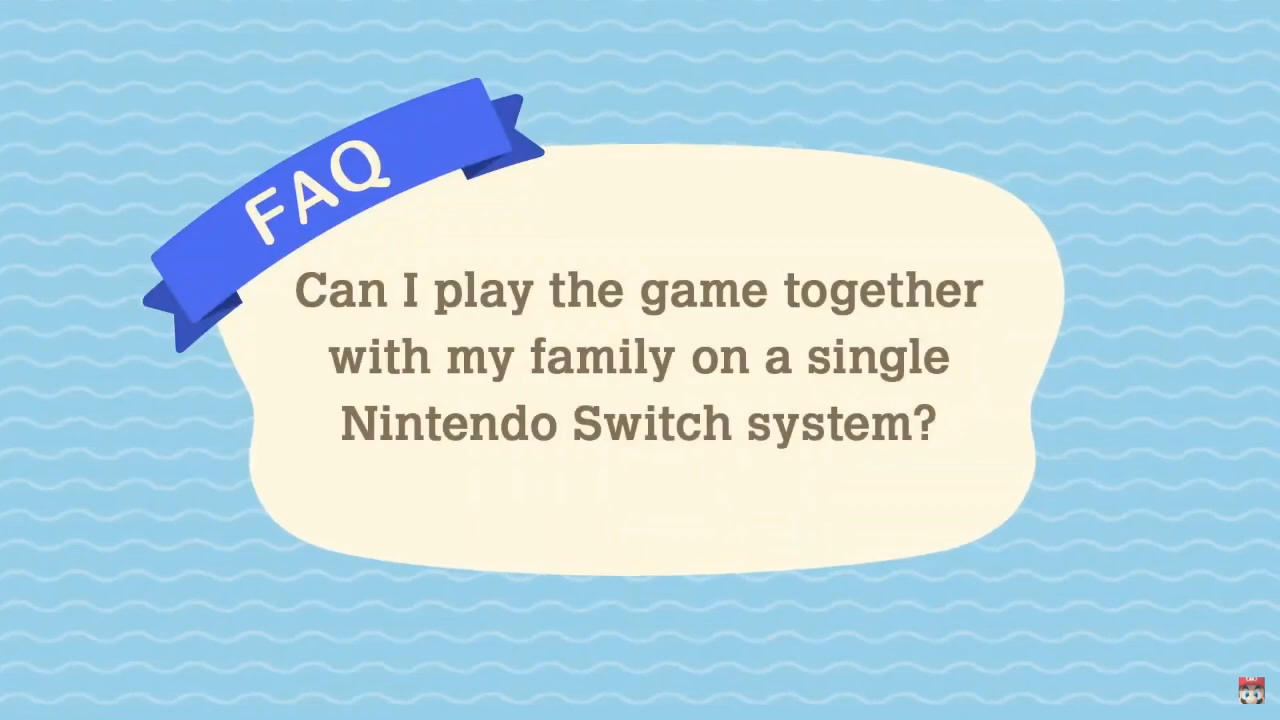 FAQ
Can I play the game together
with my family on a single
Nintendo Switch system?